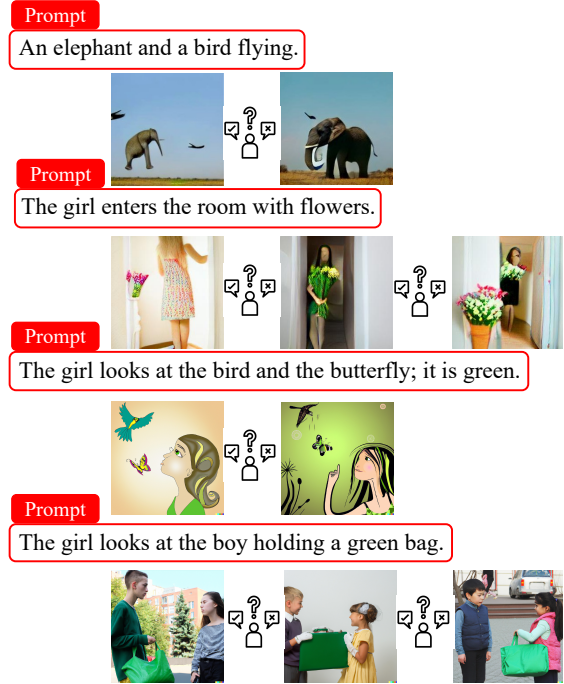 Prompt
An elephant and a bird flying.
Prompt
The girl enters the room with flowers.
Prompt
The girl looks at the bird and the butterfly; it is green.
Prompt
The girl looks at the boy holding a green bag.